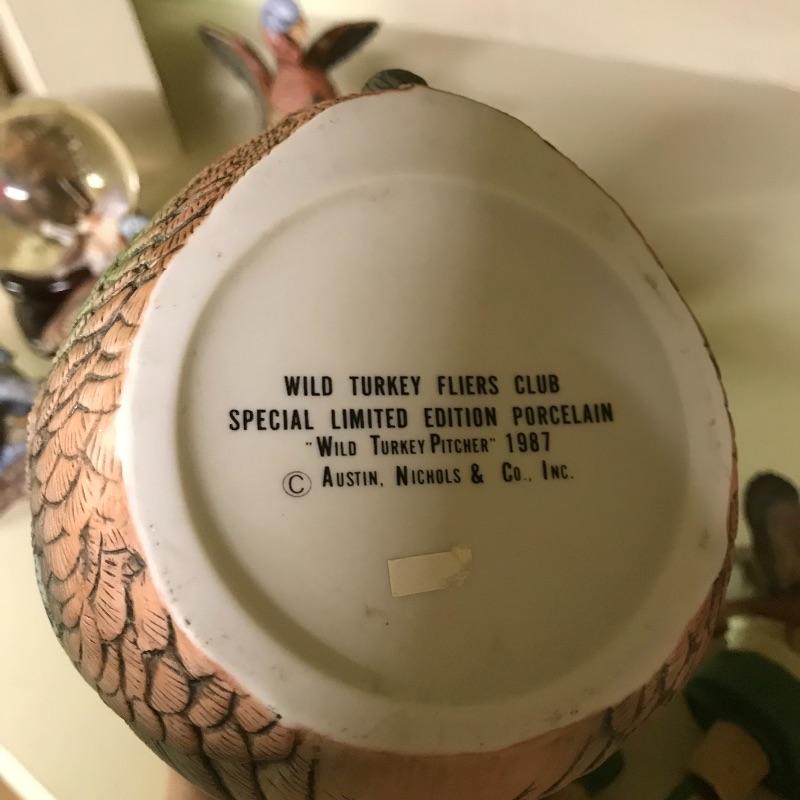 WILD TURKEY FLIERS CLUB
SPECIAL LIMITED EDITION PORCELAIN
"WILD TURKEY PITCHER" 1987
© AUSTIN, NICHOLS & CO., INC.